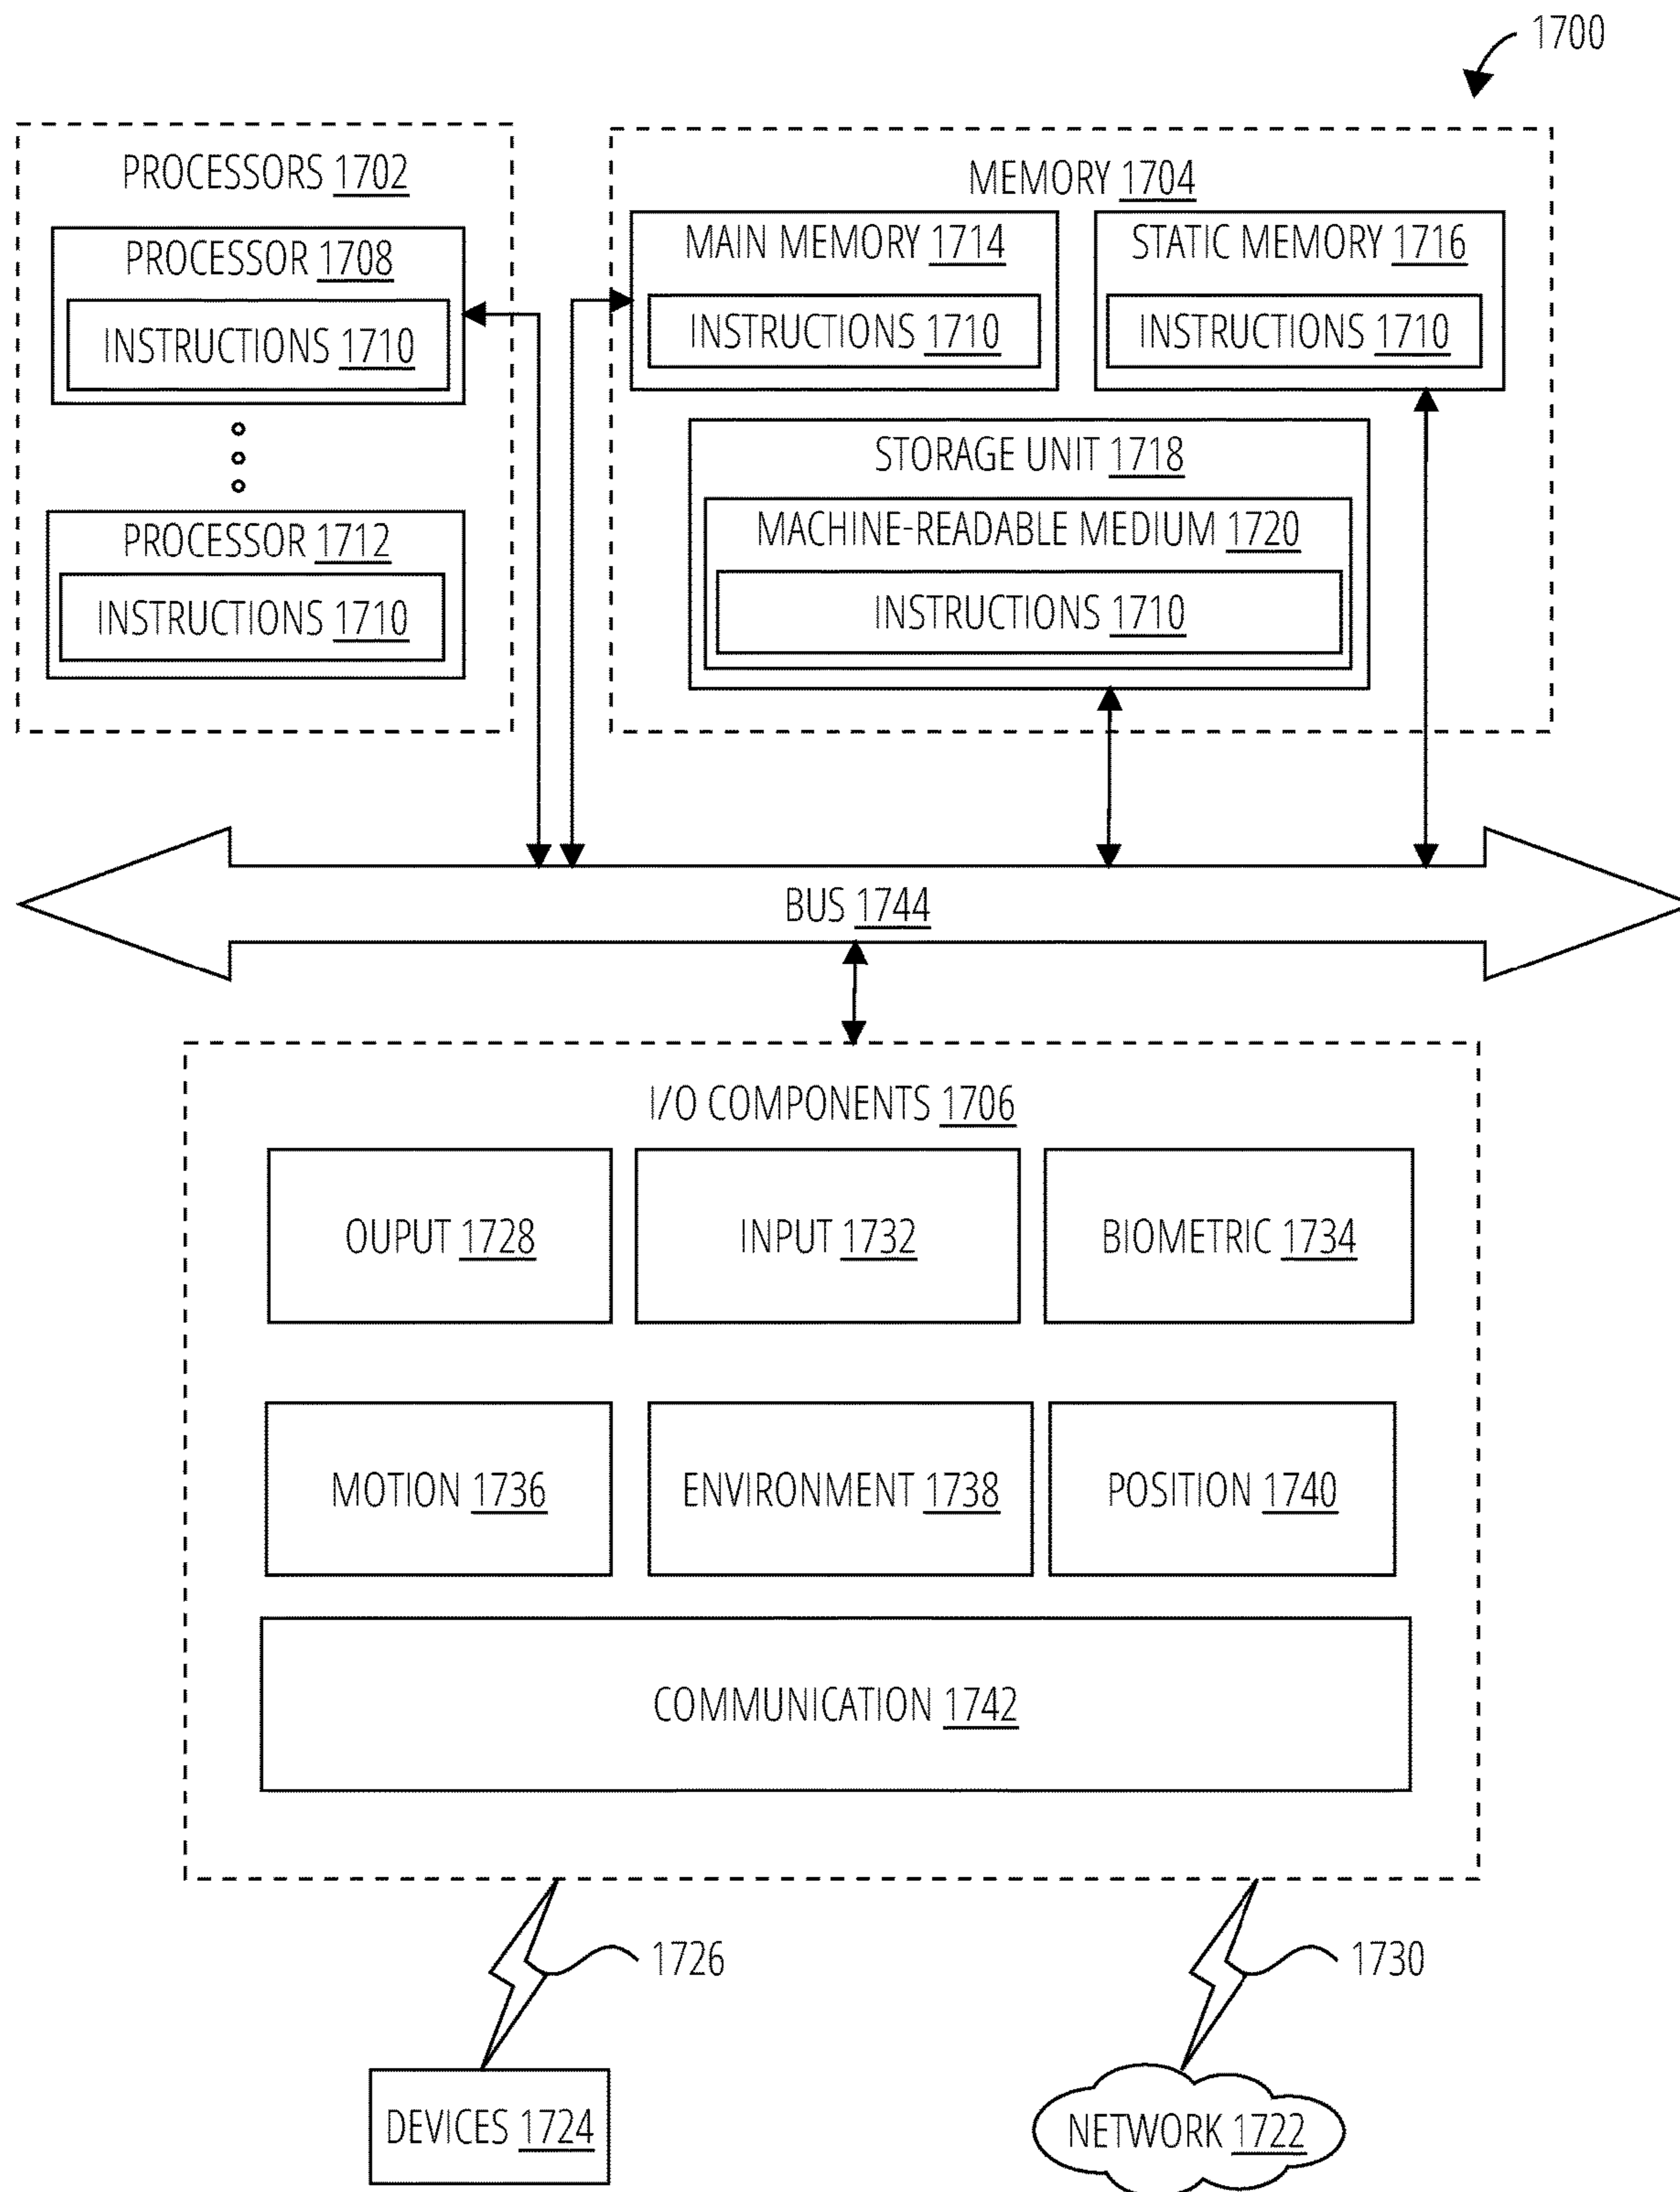 1700
PROCESSORS 1702
PROCESSOR 1708
INSTRUCTIONS 1710
PROCESSOR 1712
INSTRUCTIONS 1710
MEMORY 1704
MAIN MEMORY 1714
INSTRUCTIONS 1710
STATIC MEMORY 1716
INSTRUCTIONS 1710
STORAGE UNIT 1718
MACHINE-READABLE MEDIUM 1720
INSTRUCTIONS 1710
BUS 1744
I/O COMPONENTS 1706
OUPUT 1728
INPUT 1732
BIOMETRIC 1734
MOTION 1736
ENVIRONMENT 1738
POSITION 1740
COMMUNICATION 1742
1726
1730
DEVICES 1724
NETWORK 1722